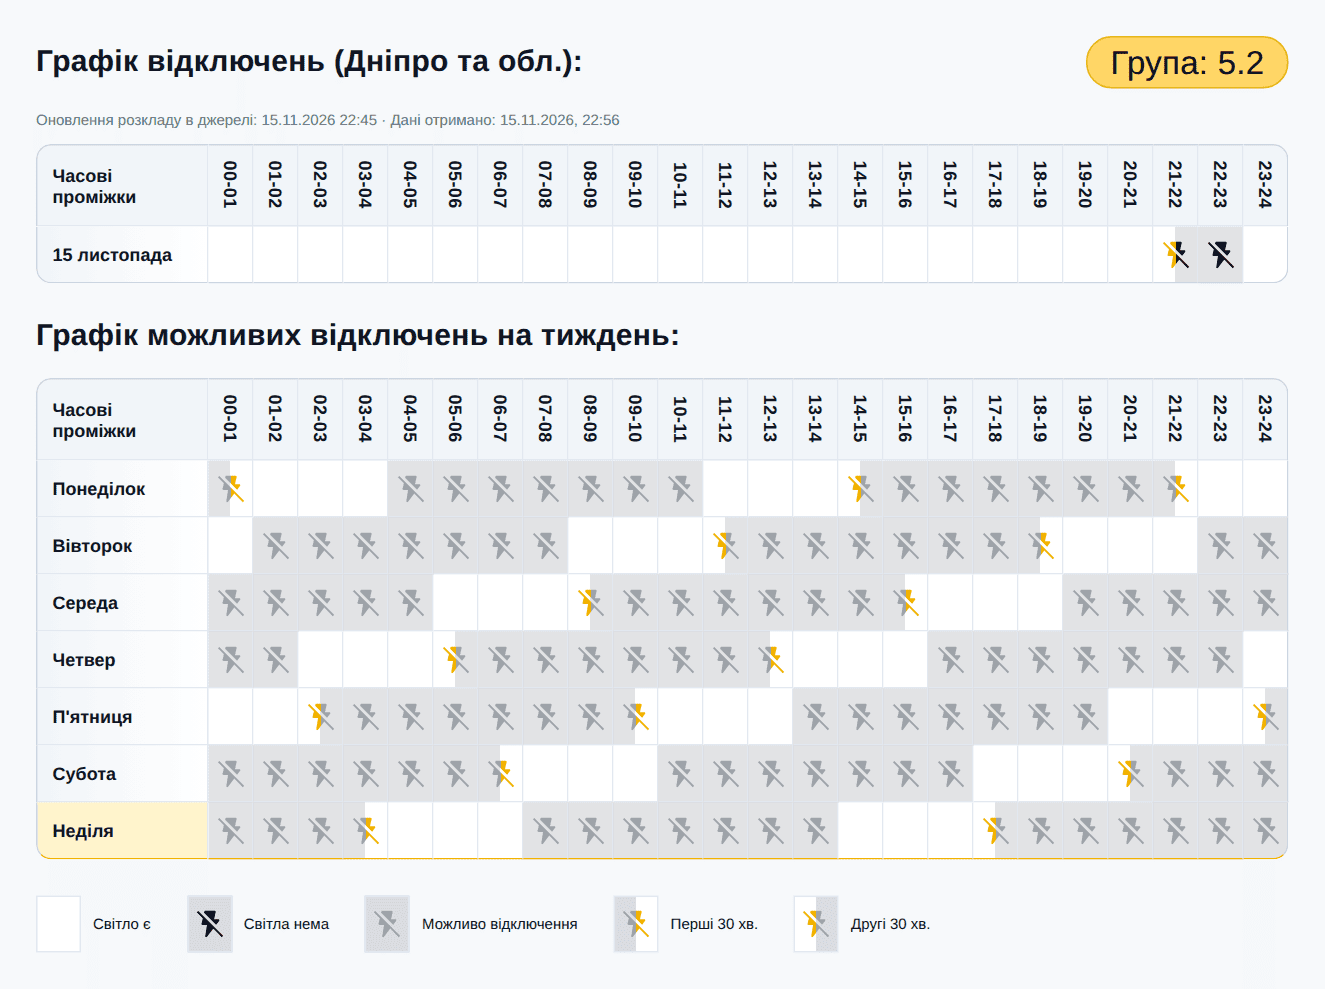 Графік відключень (Дніпро та обл.):
Група: 5.2
Оновлення розкладу в джерелі: 15.11.2026 22:45 · Дані отримано: 15.11.2026, 22:56
Часові
проміжки
00-01 01-02 02-03 03-04 04-05 05-06 06-07 07-08 08-09 09-10 10-11 11-12 12-13 13-14 14-15 15-16 16-17 17-18 18-19 19-20 20-21 21-22 22-23 23-24
15 листопада
Графік можливих відключень на тиждень:
Часові
проміжки
00-01 01-02 02-03 03-04 04-05 05-06 06-07 07-08 08-09 09-10 10-11 11-12 12-13 13-14 14-15 15-16 16-17 17-18 18-19 19-20 20-21 21-22 22-23 23-24
Понеділок
Вівторок
Середа
Четвер
П'ятниця
Субота
Неділя
Світло є
Світла нема
Можливо відключення
Перші 30 хв.
Другі 30 хв.